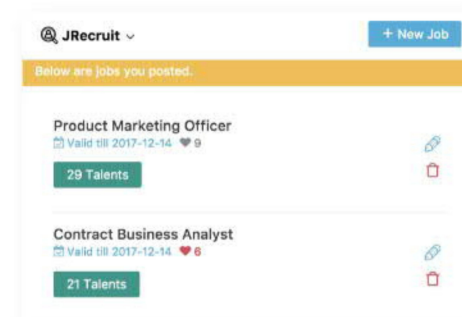 JRecruit
+ New Job
Below are jobs you posted.
Product Marketing Officer
Valid till 2017-12-14 9
29 Talents
Contract Business Analyst
Valid till 2017-12-14 6
21 Talents